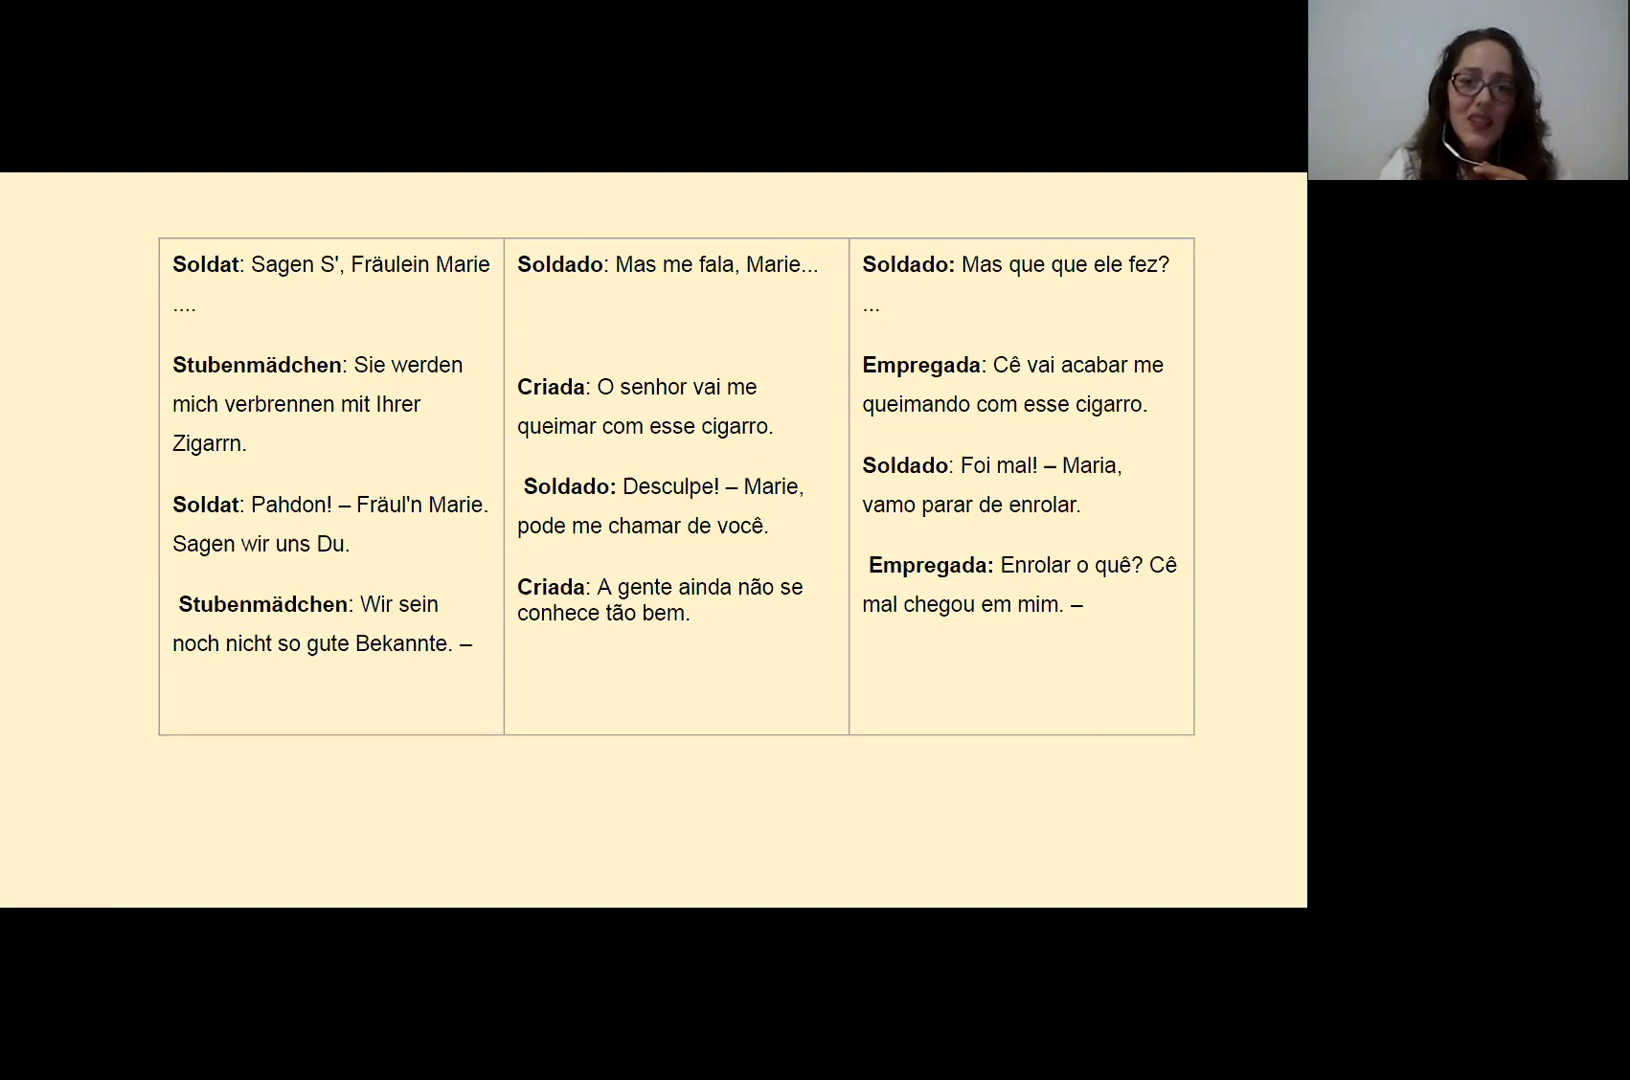 Soldat: Sagen S', Fräulein Marie
....
Stubenmädchen: Sie werden
mich verbrennen mit Ihrer
Zigarrn.
Soldat: Pahdon! – Fräul'n Marie.
Sagen wir uns Du.
Stubenmädchen: Wir sein
noch nicht so gute Bekannte. –
Soldado: Mas me fala, Marie...
Criada: O senhor vai me
queimar com esse cigarro.
Soldado: Desculpe! – Marie,
pode me chamar de você.
Criada: A gente ainda não se
conhece tão bem.
Soldado: Mas que que ele fez?
...
Empregada: Cê vai acabar me
queimando com esse cigarro.
Soldado: Foi mal! – Maria,
vamo parar de enrolar.
Empregada: Enrolar o quê? Cê
mal chegou em mim. –